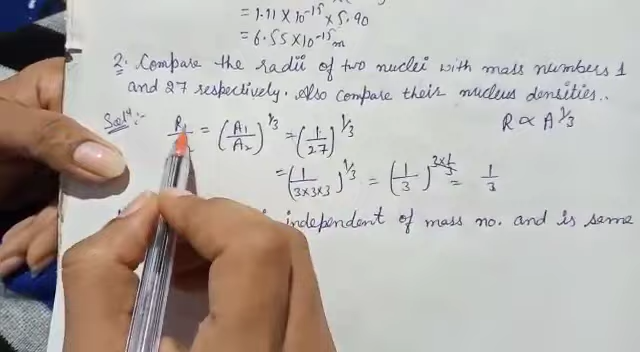 = 1.11 × 10⁻¹⁵ × 5.90
= 6.55 × 10⁻¹⁵ m
2. Compare the radii of two nuclei with mass numbers 1
and 27 respectively. Also compare their nucleus densities..
Solⁿ:- R₁/ = (A₁/A₂)^1/3 = (1/27)^1/3 R ∝ A^1/3
= (1/3×3×3)^1/3 = (1/3)^3×1/3 = 1/3
independent of mass no. and is same